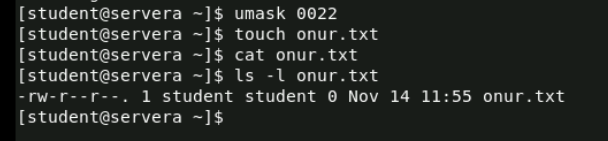 [student@servera ~]$ umask 0022
[student@servera ~]$ touch onur.txt
[student@servera ~]$ cat onur.txt
[student@servera ~]$ ls -l onur.txt
-rw-r--r--. 1 student student 0 Nov 14 11:55 onur.txt
[student@servera ~]$